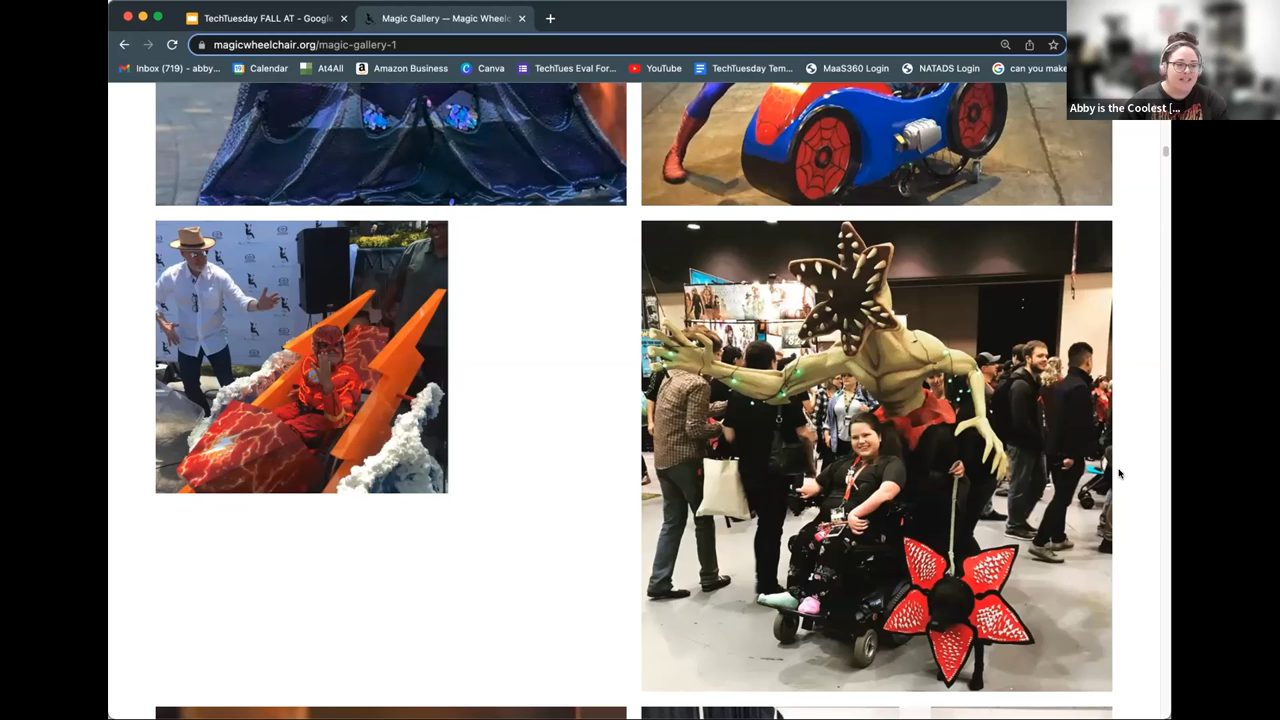 TechTuesday FALL AT - Google
Magic Gallery — Magic Wheelc
magicwheelchair.org/magic-gallery-1
Inbox (719) - abby...
Calendar
At4All
Amazon Business
Canva
TechTues Eval For...
YouTube
TechTuesday Tem...
MaaS360 Login
NATADS Login
can you make
Abby is the Coolest [...